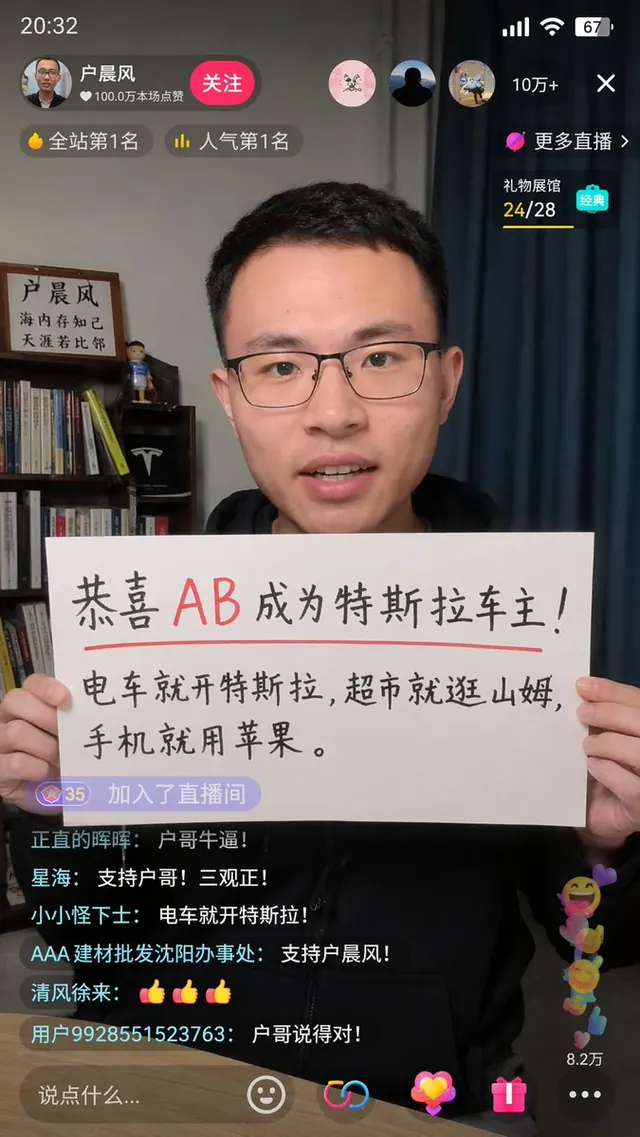 20:32
67
户晨风
100.0万本场点赞
关注
10万+
全站第1名
人气第1名
更多直播
礼物展馆
24/28
经典
户晨风
海内存知己
天涯若比邻
恭喜 AB 成为特斯拉车主!
电车就开特斯拉,超市就逛山姆,
手机就用苹果。
35 加入了直播间
正直的晖晖: 户哥牛逼!
星海: 支持户哥!三观正!
小小怪下士: 电车就开特斯拉!
AAA建材批发沈阳办事处: 支持户晨风!
清风徐来: 👍👍👍
用户9928551523763: 户哥说得对!
8.2万
说点什么...